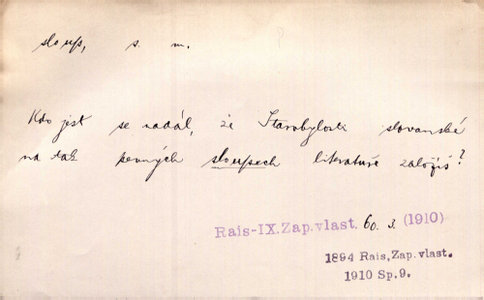 sloup, s. m.
Kdo jest se nadál, že Starobylosti slovanské
na tak pevných sloupech literatuře založíš?
Rais-IX.Zap.vlast. 60. 3. (1910)
1894 Rais,Zap.vlast.
1910 Sp.9.